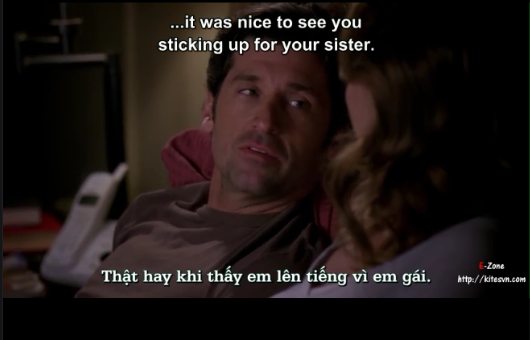 ...it was nice to see you
sticking up for your sister.
Thật hay khi thấy em lên tiếng vì em gái.
E-Zone
http://kitesvn.com